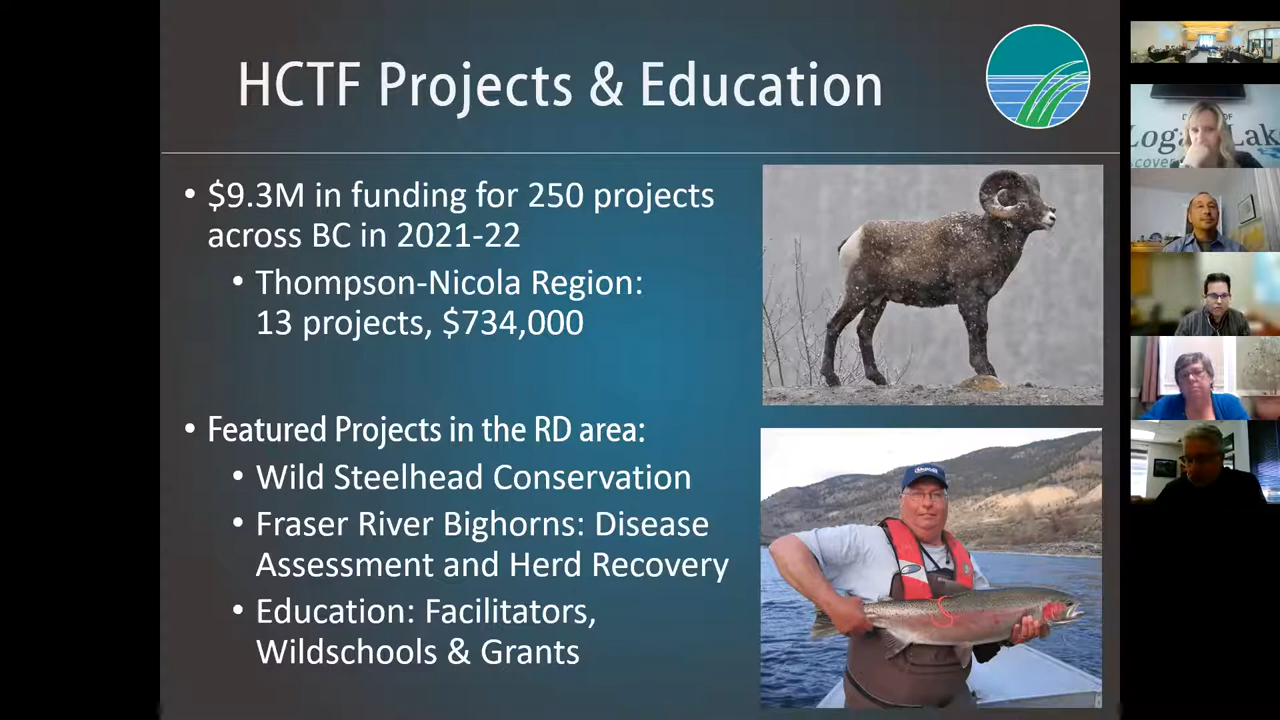 HCTF Projects & Education
• $9.3M in funding for 250 projects
across BC in 2021-22
• Thompson-Nicola Region:
13 projects, $734,000
• Featured Projects in the RD area:
• Wild Steelhead Conservation
• Fraser River Bighorns: Disease
Assessment and Herd Recovery
• Education: Facilitators,
Wildschools & Grants
Lak